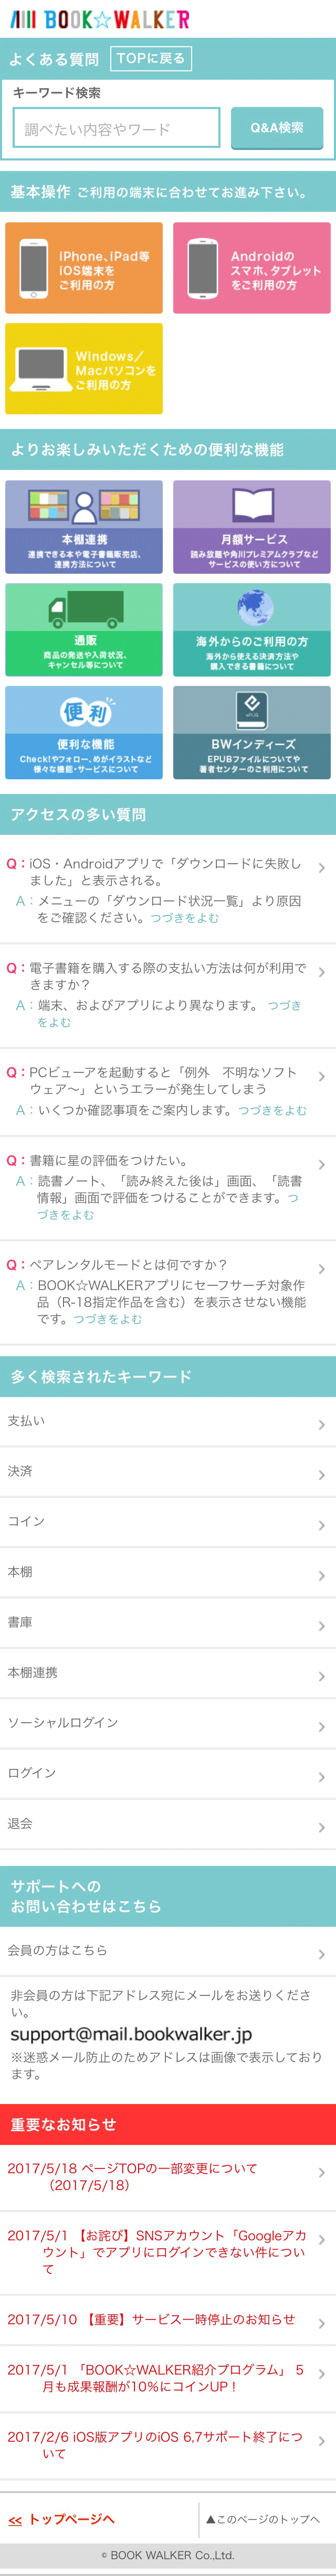 BOOK☆WALKER
よくある質問 TOPに戻る
キーワード検索
調べたい内容やワード Q&A検索
基本操作 ご利用の端末に合わせてお進み下さい。
iPhone、iPad等
iOS端末を
ご利用の方
Androidの
スマホ、タブレット
をご利用の方
Windows／
Macパソコンを
ご利用の方
よりお楽しみいただくための便利な機能
本棚連携
連携できる本や電子書籍販売店、
連携方法について
月額サービス
読み放題や角川プレミアムクラブなど
サービスの使い方について
通販
商品の発送や入荷状況、
キャンセル等について
海外からのご利用の方
海外から使える決済方法や
購入できる書籍について
便利
便利な機能
Check!やフォロー、めがイラストなど
様々な機能・サービスについて
BWインディーズ
EPUBファイルについてや
著者センターのご利用について
アクセスの多い質問
Q：iOS・Androidアプリで「ダウンロードに失敗し
ました」と表示される。
A：メニューの「ダウンロード状況一覧」より原因
をご確認ください。つづきをよむ
Q：電子書籍を購入する際の支払い方法は何が利用で
きますか？
A：端末、およびアプリにより異なります。 つづき
をよむ
Q：PCビューアを起動すると「例外　不明なソフト
ウェア〜」というエラーが発生してしまう
A：いくつか確認事項をご案内します。つづきをよむ
Q：書籍に星の評価をつけたい。
A：読書ノート、「読み終えた後は」画面、「読書
情報」画面で評価をつけることができます。つ
づきをよむ
Q：ペアレンタルモードとは何ですか？
A：BOOK☆WALKERアプリにセーフサーチ対象作
品（R-18指定作品を含む）を表示させない機能
です。つづきをよむ
多く検索されたキーワード
支払い
決済
コイン
本棚
書庫
本棚連携
ソーシャルログイン
ログイン
退会
サポートへの
お問い合わせはこちら
会員の方はこちら
非会員の方は下記アドレス宛にメールをお送りくださ
い。
support@mail.bookwalker.jp
※迷惑メール防止のためアドレスは画像で表示しており
ます。
重要なお知らせ
2017/5/18 ページTOPの一部変更について
（2017/5/18）
2017/5/1 【お詫び】SNSアカウント「Googleアカ
ウント」でアプリにログインできない件につい
て
2017/5/10 【重要】サービス一時停止のお知らせ
2017/5/1 「BOOK☆WALKER紹介プログラム」 5
月も成果報酬が10％にコインUP！
2017/2/6 iOS版アプリのiOS 6,7サポート終了につ
いて
<< トップページへ ▲このページのトップへ
© BOOK WALKER Co.,Ltd.